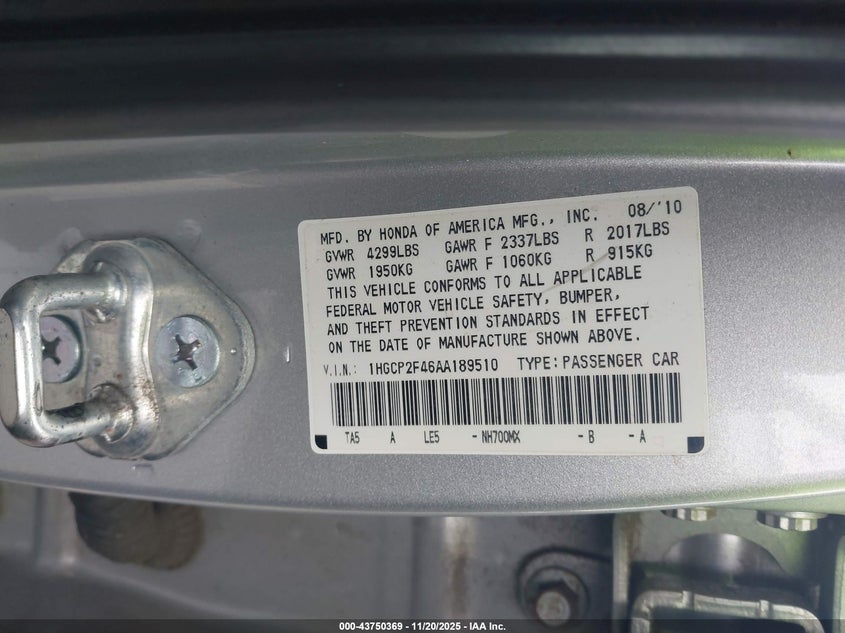 MFD. BY HONDA OF AMERICA MFG., INC. 08/'10
GVWR 4299LBS GAWR F 2337LBS R 2017LBS
GVWR 1950KG GAWR F 1060KG R 915KG
THIS VEHICLE CONFORMS TO ALL APPLICABLE
FEDERAL MOTOR VEHICLE SAFETY, BUMPER,
AND THEFT PREVENTION STANDARDS IN EFFECT
ON THE DATE OF MANUFACTURE SHOWN ABOVE.
V.I.N.: 1HGCP2F46AA189510 TYPE: PASSENGER CAR
TA5 A LE5 -NH700MX -B -A
000-43750369 - 11/20/2025 - IAA Inc.